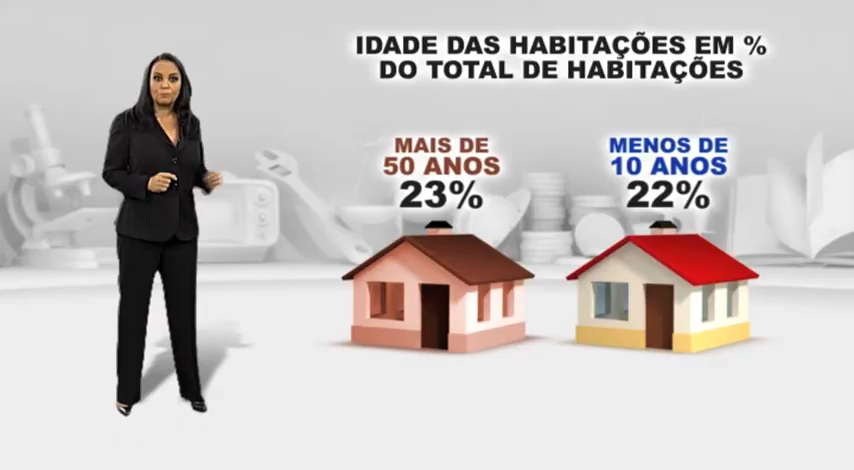 IDADE DAS HABITAÇÕES EM %
DO TOTAL DE HABITAÇÕES
MAIS DE
50 ANOS
23%
MENOS DE
10 ANOS
22%